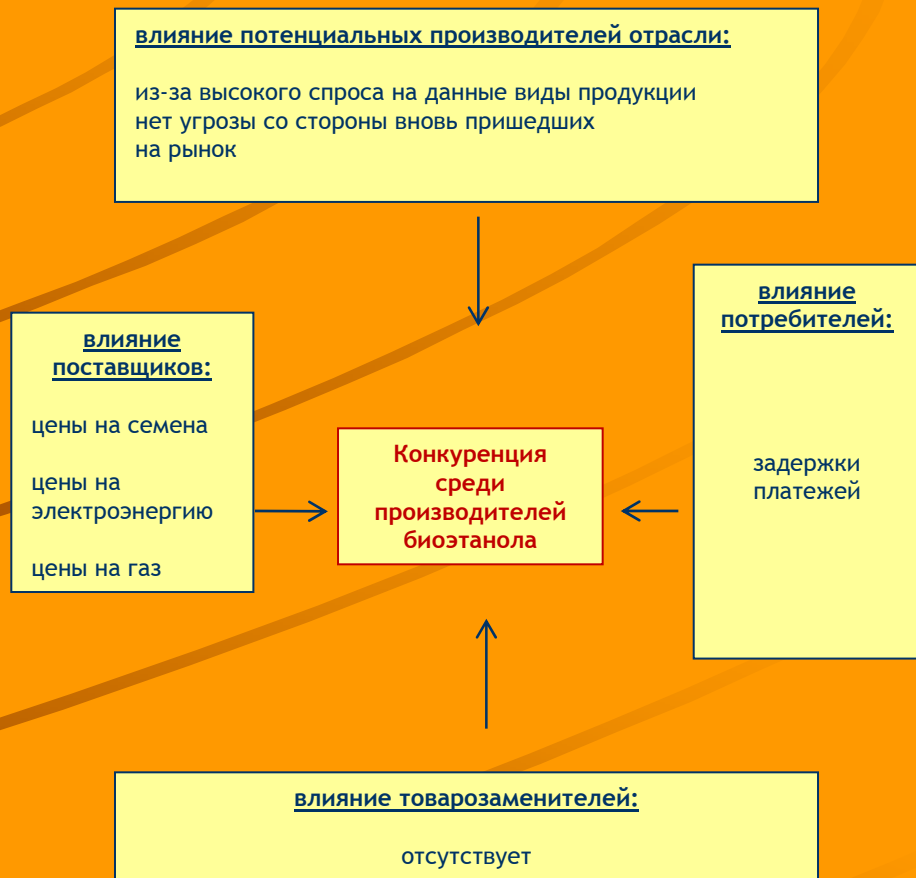 влияние потенциальных производителей отрасли:
из-за высокого спроса на данные виды продукции
нет угрозы со стороны вновь пришедших
на рынок
влияние
поставщиков:
цены на семена
цены на
электроэнергию
цены на газ
Конкуренция
среди
производителей
биоэтанола
влияние
потребителей:
задержки
платежей
влияние товарозаменителей:
отсутствует